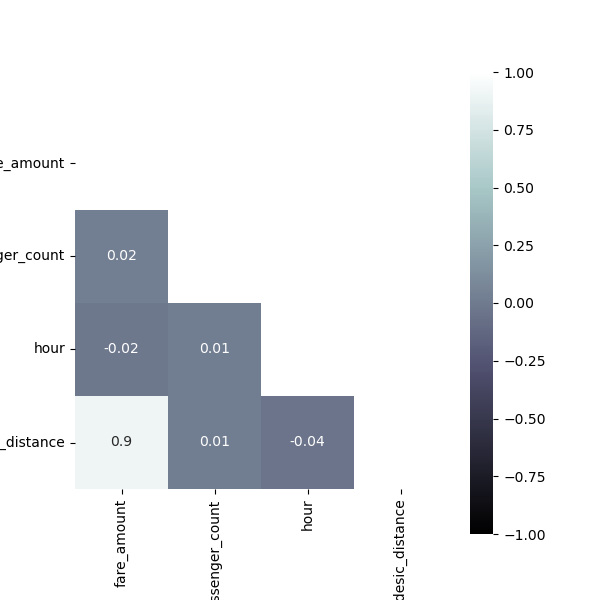 1.00
e_amount
0.75
0.50
ger_count
0.02
0.25
0.00
hour
-0.02
0.01
−0.25
−0.50
_distance
0.9
0.01
-0.04
−0.75
−1.00
fare_amount
ssenger_count
hour
desic_distance